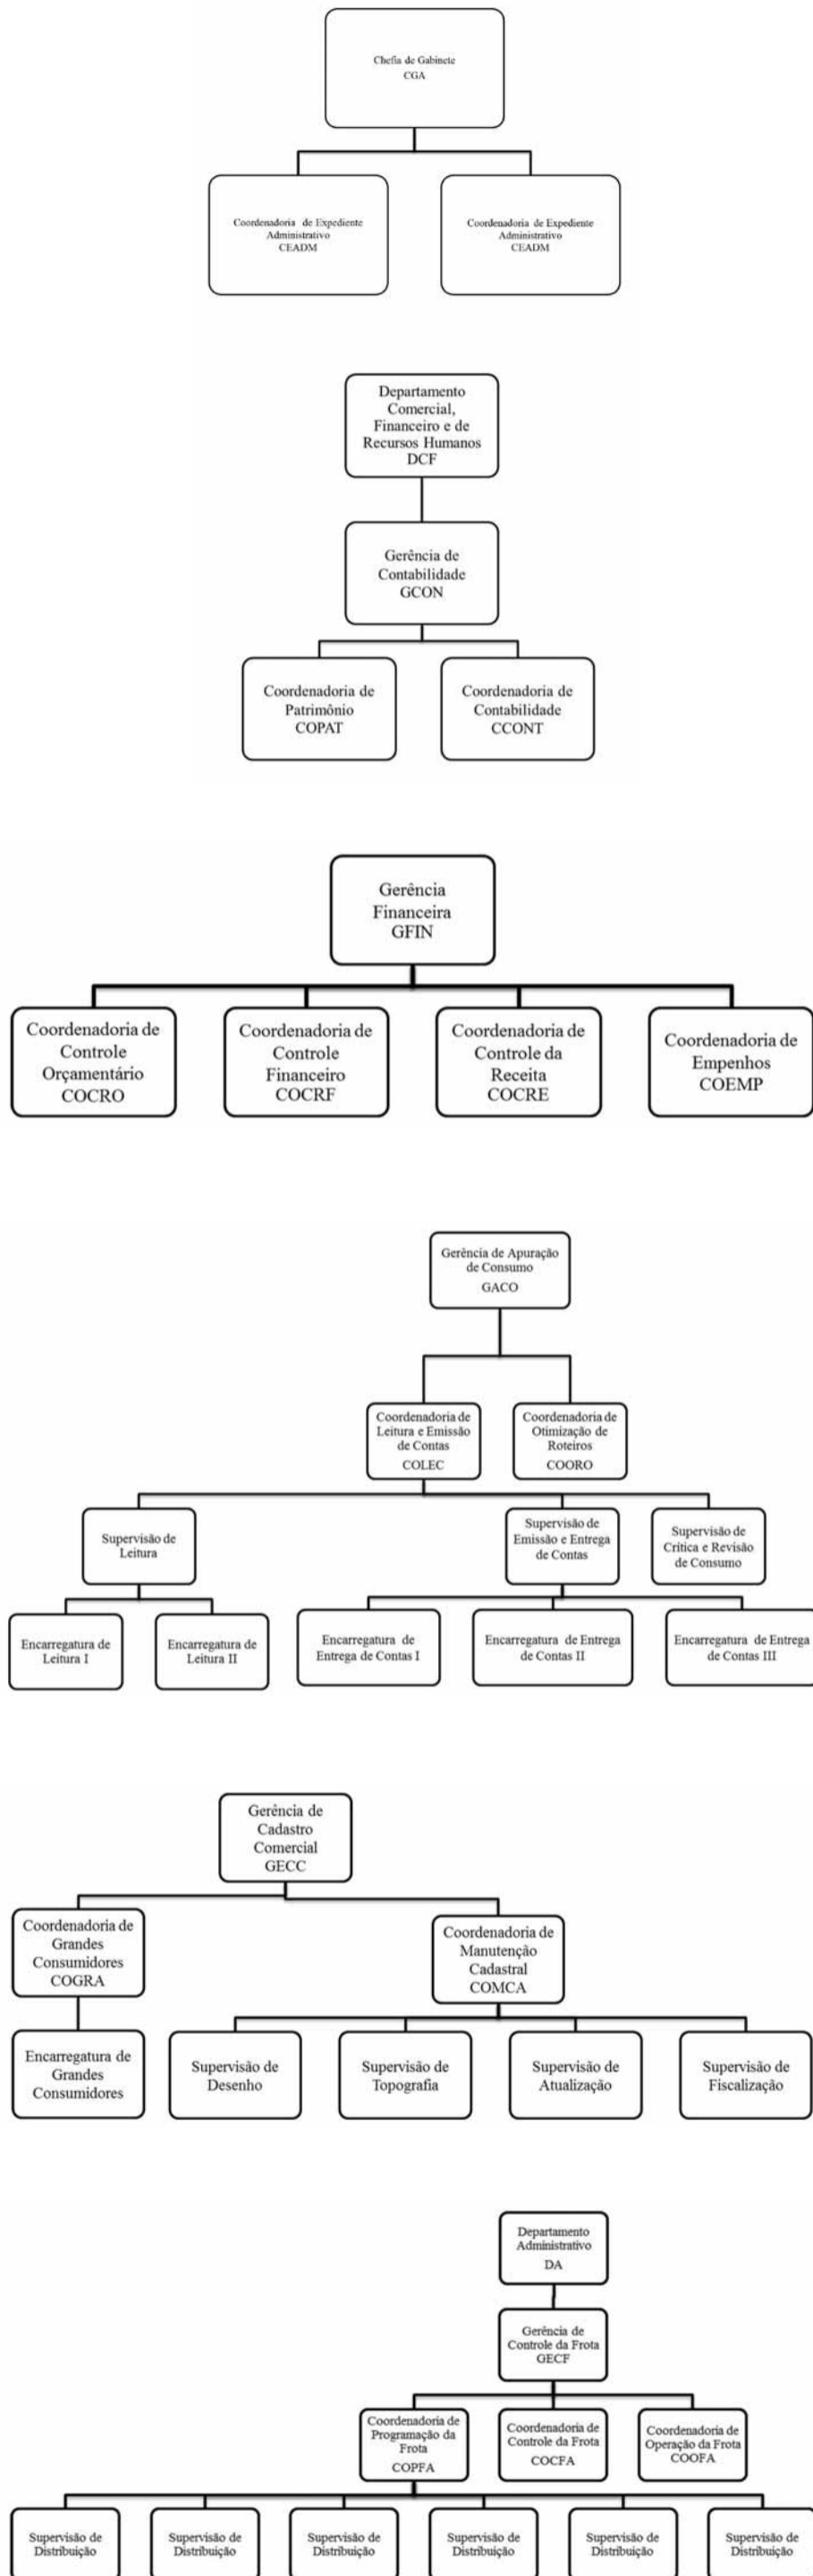 Chefia de Gabinete
CGA
Coordenadoria de Expediente
Administrativo
CEADM
Coordenadoria de Expediente
Administrativo
CEADM
Departamento
Comercial,
Financeiro e de
Recursos Humanos
DCF
Gerência de
Contabilidade
GCON
Coordenadoria de
Patrimônio
COPAT
Coordenadoria de
Contabilidade
CCONT
Gerência
Financeira
GFIN
Coordenadoria de
Controle
Orçamentário
COCRO
Coordenadoria de
Controle
Financeiro
COCRF
Coordenadoria de
Controle da
Receita
COCRE
Coordenadoria de
Empenhos
COEMP
Gerência de Apuração
de Consumo
GACO
Coordenadoria de
Leitura e Emissão
de Contas
COLEC
Coordenadoria de
Otimização de
Roteiros
COORO
Supervisão de
Leitura
Supervisão de
Emissão e Entrega
de Contas
Supervisão de
Crítica e Revisão
de Consumo
Encarregatura de
Leitura I
Encarregatura de
Leitura II
Encarregatura de
Entrega de Contas I
Encarregatura de Entrega
de Contas II
Encarregatura de Entrega
de Contas III
Gerência de
Cadastro
Comercial
GECC
Coordenadoria de
Grandes
Consumidores
COGRA
Coordenadoria de
Manutenção
Cadastral
COMCA
Encarregatura de
Grandes
Consumidores
Supervisão de
Desenho
Supervisão de
Topografia
Supervisão de
Atualização
Supervisão de
Fiscalização
Departamento
Administrativo
DA
Gerência de
Controle da Frota
GECF
Coordenadoria de
Programação da
Frota
COPFA
Coordenadoria de
Controle da Frota
COCFA
Coordenadoria de
Operação da Frota
COOFA
Supervisão de
Distribuição
Supervisão de
Distribuição
Supervisão de
Distribuição
Supervisão de
Distribuição
Supervisão de
Distribuição
Supervisão de
Distribuição